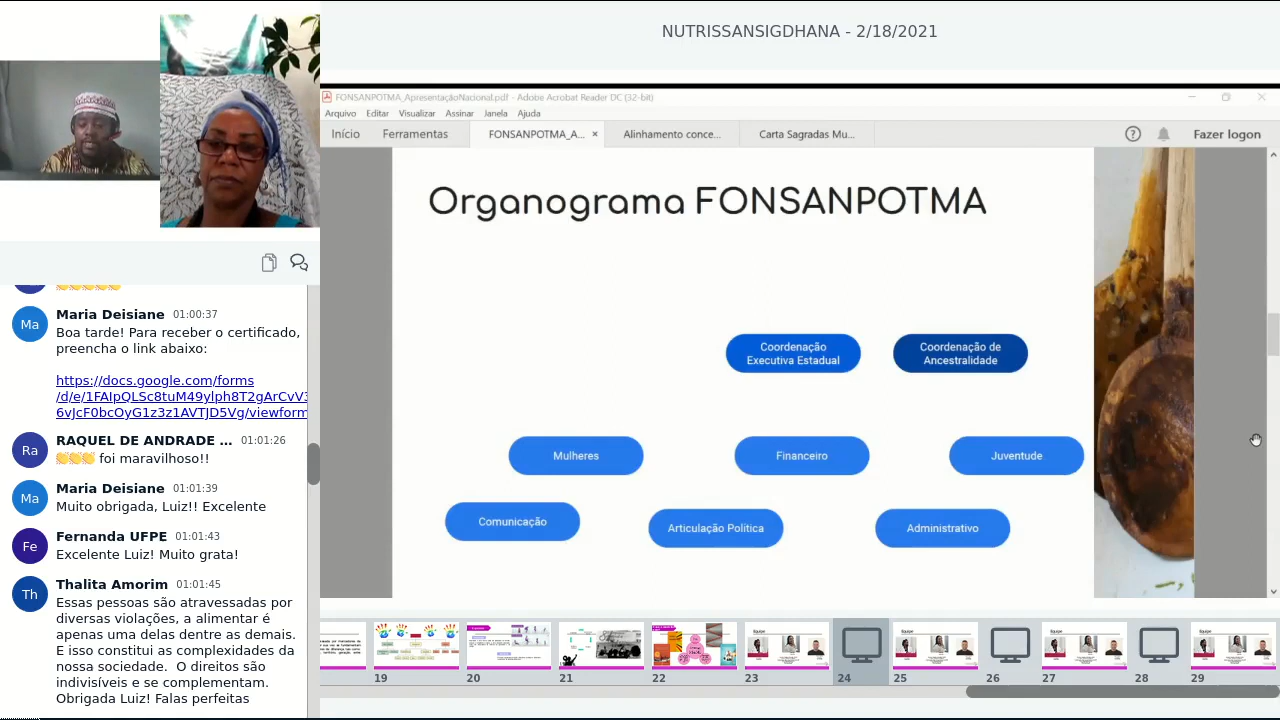 NUTRISSANSIGDHANA - 2/18/2021
FONSANPOTMA_ApresentaçãoNacional.pdf - Adobe Acrobat Reader DC (32-bit)
Arquivo Editar Visualizar Assinar Janela Ajuda
Início Ferramentas FONSANPOTMA_A... × Alinhamento conce... Carta Sagradas Mu... Fazer logon
Organograma FONSANPOTMA
Coordenação
Executiva Estadual
Coordenação de
Ancestralidade
Mulheres
Financeiro
Juventude
Comunicação
Articulação Política
Administrativo
Ma
Maria Deisiane 01:00:37
Boa tarde! Para receber o certificado,
preencha o link abaixo:
https://docs.google.com/forms
/d/e/1FAIpQLSc8tuM49ylph8T2gArCvV3
6vJcF0bcOyG1z3z1AVTJD5Vg/viewform
Ra
RAQUEL DE ANDRADE ... 01:01:26
👏👏👏 foi maravilhoso!!
Ma
Maria Deisiane 01:01:39
Muito obrigada, Luiz!! Excelente
Fe
Fernanda UFPE 01:01:43
Excelente Luiz! Muito grata!
Th
Thalita Amorim 01:01:45
Essas pessoas são atravessadas por
diversas violações, a alimentar é
apenas uma delas dentre as demais.
E isso constitui as complexidades da
nossa sociedade. O direitos são
indivisíveis e se complementam.
Obrigada Luiz! Falas perfeitas
19 20 21 22 23 24 25 26 27 28 29